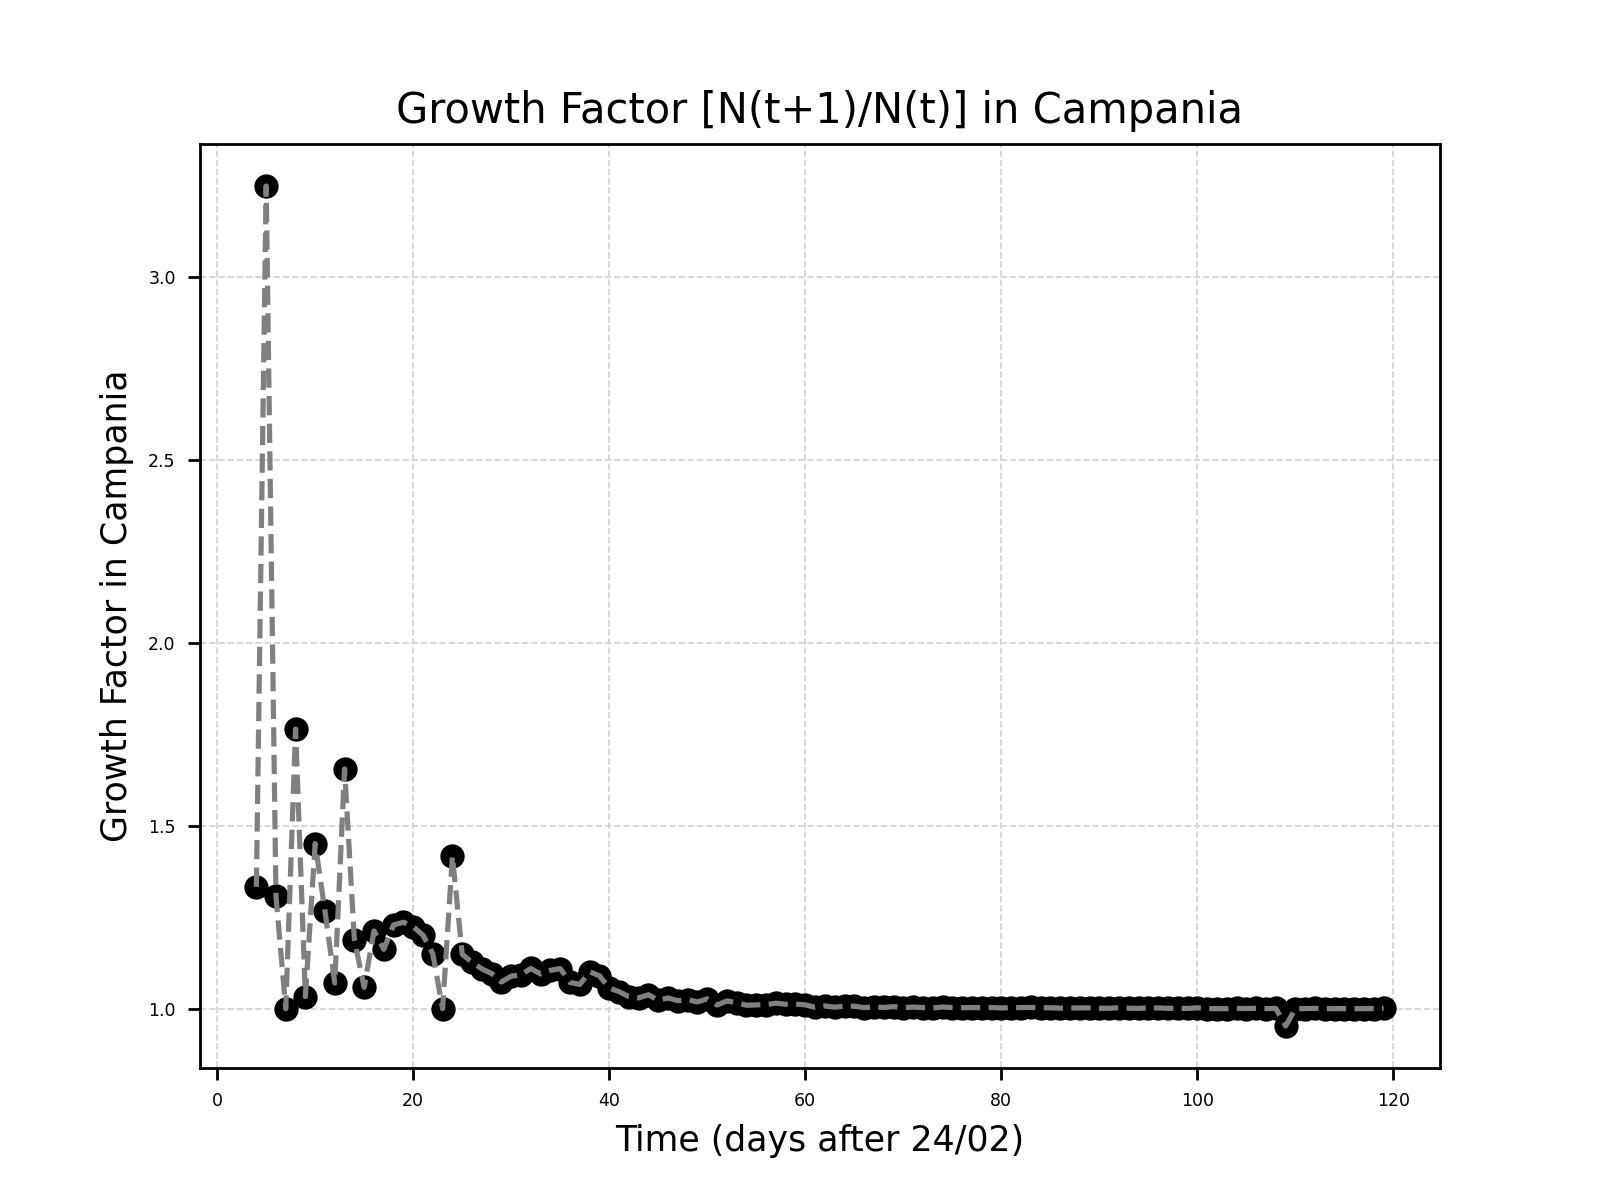 Growth Factor [N(t+1)/N(t)] in Campania
Growth Factor in Campania
3.0
2.5
2.0
1.5
1.0
0 20 40 60 80 100 120
Time (days after 24/02)